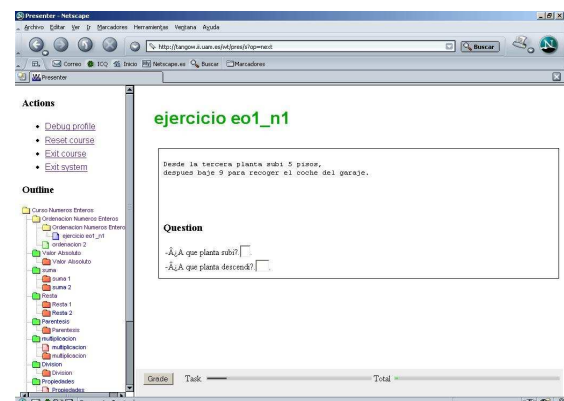 Presenter - Netscape
Archivo Editar Ver Ir Marcadores Herramientas Ventana Ayuda
http://tangow.ii.uam.es/wt/pres/s?op=next
Buscar
EL Correo ICQ Inicio Netscape.es Buscar Marcadores
Presenter
Actions
Debug profile
Reset course
Exit course
Exit system
Outline
Curso Numeros Enteros
Ordenacion Numeros Enteros
Ordenacion Numeros Entero
ejercicio eo1_n1
ordenacion 2
Valor Absoluto
Valor Absoluto
suma
suma 1
suma 2
Resta
Resta 1
Resta 2
Parentesis
Parentesis
multiplicacion
multiplicacion
multiplicacion
Division
Division
Propiedades
Propiedades
ejercicio eo1_n1
Desde la tercera planta subi 5 pisos,
despues baje 9 para recoger el coche del garaje.
Question
-Â¿A que planta subi? .
-Â¿A que planta descendi? .
Grade Task Total